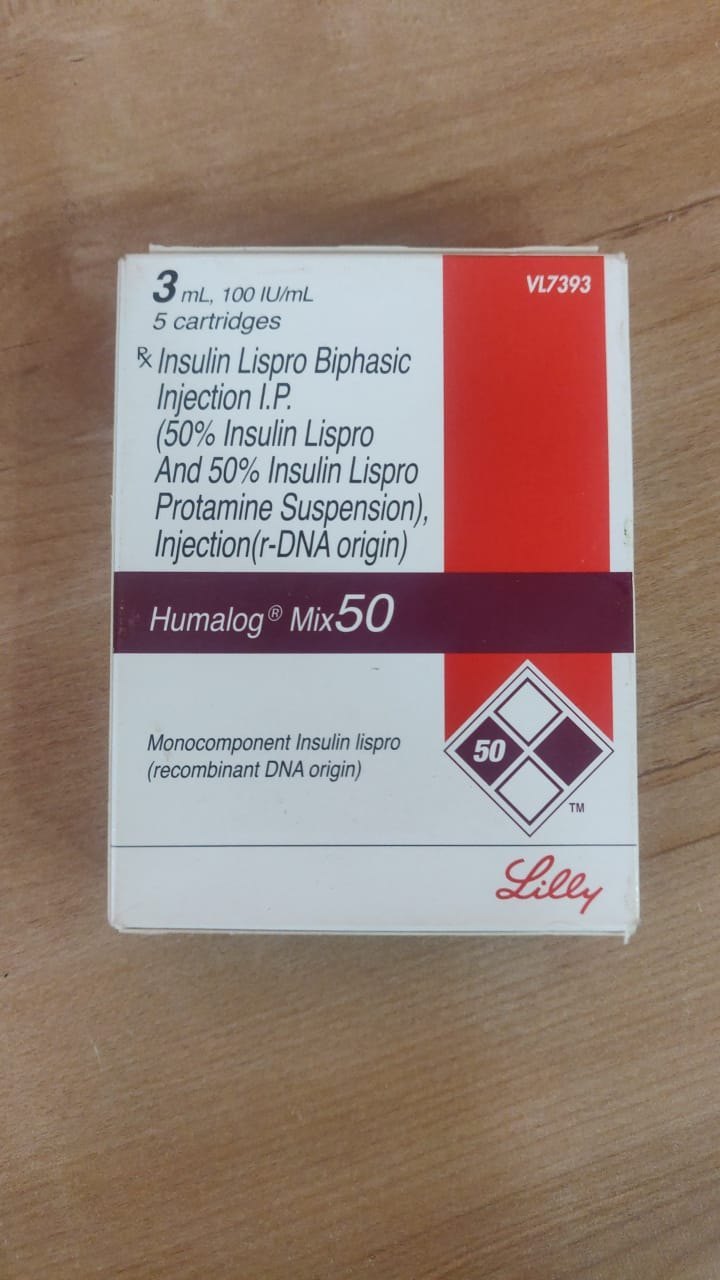 3 mL, 100 IU/mL
5 cartridges
VL7393
℞ Insulin Lispro Biphasic
Injection I.P.
(50% Insulin Lispro
And 50% Insulin Lispro
Protamine Suspension),
Injection(r-DNA origin)
Humalog® Mix50
Monocomponent Insulin lispro
(recombinant DNA origin)
50
TM
Lilly